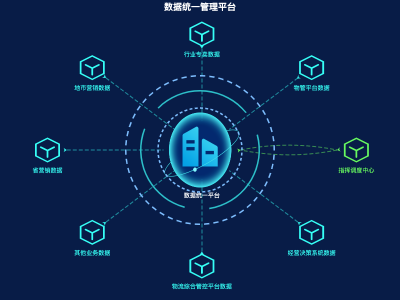 数据统一管理平台
行业专卖数据
地市营销数据
物管平台数据
省营销数据
指挥调度中心
数据统一平台
其他业务数据
经营决策系统数据
物流综合管控平台数据